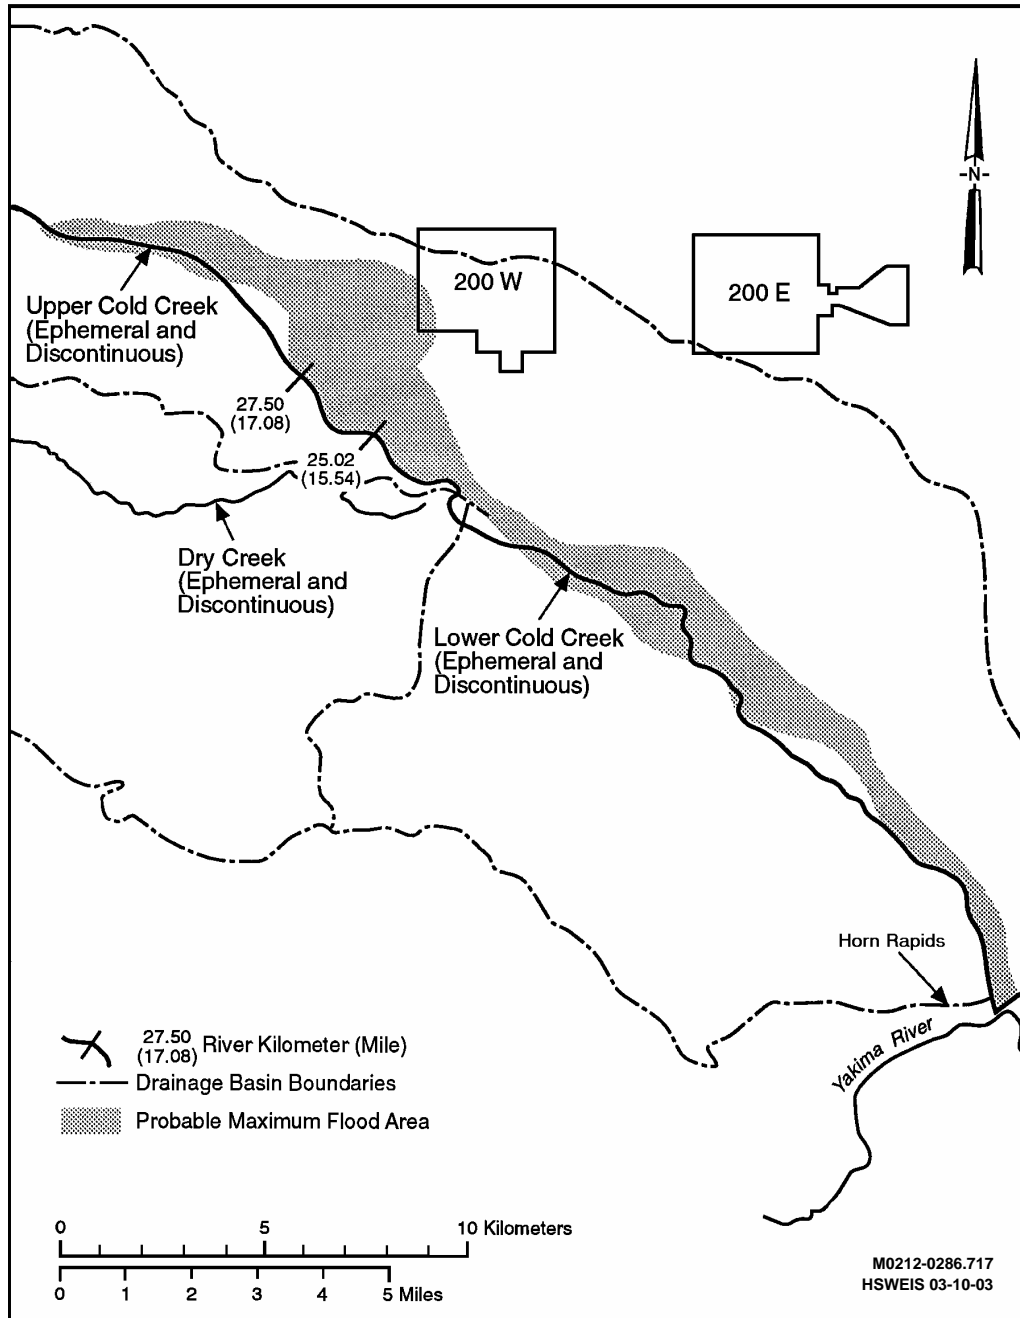 -N-
200 W
200 E
Upper Cold Creek
(Ephemeral and
Discontinuous)
27.50
(17.08)
25.02
(15.54)
Dry Creek
(Ephemeral and
Discontinuous)
Lower Cold Creek
(Ephemeral and
Discontinuous)
Horn Rapids
Yakima River
27.50
(17.08)
River Kilometer (Mile)
Drainage Basin Boundaries
Probable Maximum Flood Area
0 5 10 Kilometers
0 1 2 3 4 5 Miles
M0212-0286.717
HSWEIS 03-10-03